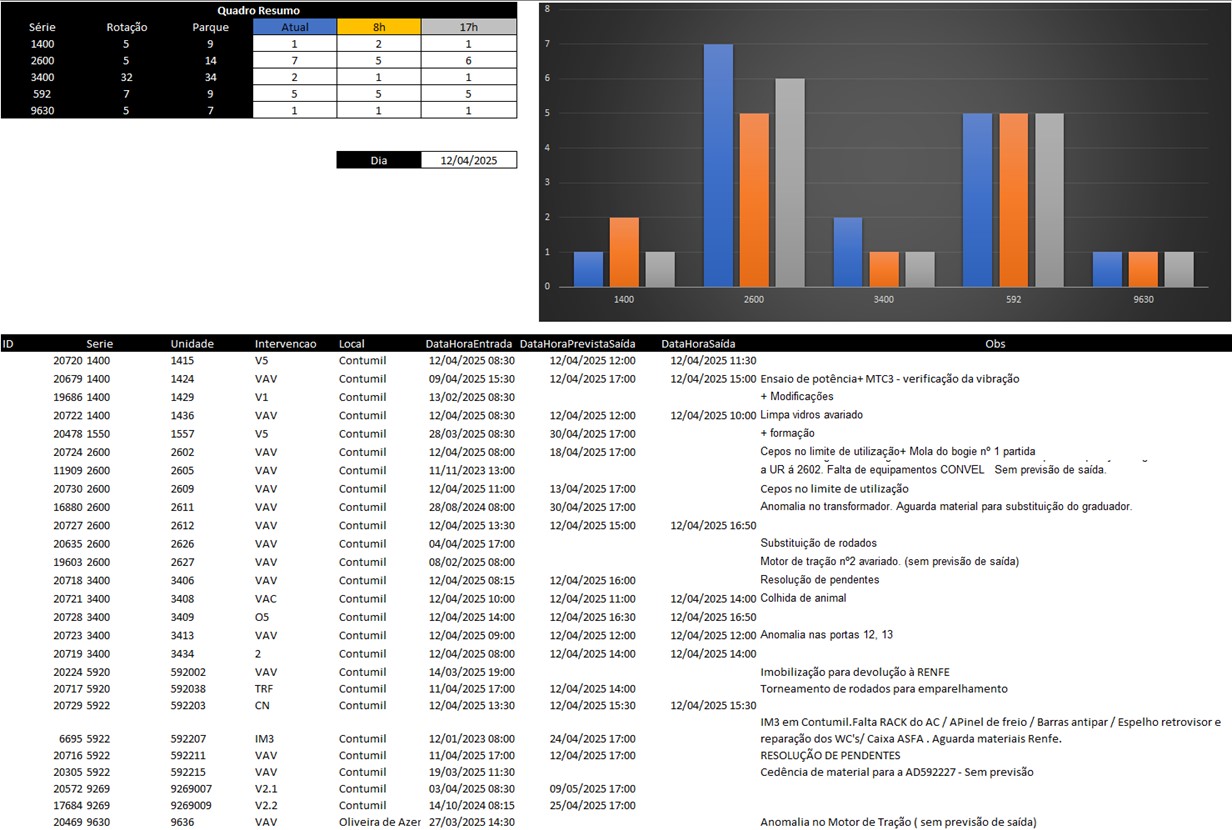 Quadro Resumo
Série Rotação Parque Atual 8h 17h
1400 5 9 1 2 1
2600 5 14 7 5 6
3400 32 34 2 1 1
592 7 9 5 5 5
9630 5 7 1 1 1
Dia 12/04/2025
8
7
6
5
4
3
2
1
0
1400 2600 3400 592 9630
ID Serie Unidade Intervencao Local DataHoraEntrada DataHoraPrevistaSaída DataHoraSaída Obs
20720 1400 1415 V5 Contumil 12/04/2025 08:30 12/04/2025 12:00 12/04/2025 11:30
20679 1400 1424 VAV Contumil 09/04/2025 15:30 12/04/2025 17:00 12/04/2025 15:00 Ensaio de potência+ MTC3 - verificação da vibração
19686 1400 1429 V1 Contumil 13/02/2025 08:30 + Modificações
20722 1400 1436 VAV Contumil 12/04/2025 08:30 12/04/2025 12:00 12/04/2025 10:00 Limpa vidros avariado
20478 1550 1557 V5 Contumil 28/03/2025 08:30 30/04/2025 17:00 + formação
20724 2600 2602 VAV Contumil 12/04/2025 08:00 18/04/2025 17:00 Cepos no limite de utilização+ Mola do bogie nº 1 partida
11909 2600 2605 VAV Contumil 11/11/2023 13:00 a UR á 2602. Falta de equipamentos CONVEL Sem previsão de saída.
20730 2600 2609 VAV Contumil 12/04/2025 11:00 13/04/2025 17:00 Cepos no limite de utilização
16880 2600 2611 VAV Contumil 28/08/2024 08:00 30/04/2025 17:00 Anomalia no transformador. Aguarda material para substituição do graduador.
20727 2600 2612 VAV Contumil 12/04/2025 13:30 12/04/2025 15:00 12/04/2025 16:50
20635 2600 2626 VAV Contumil 04/04/2025 17:00 Substituição de rodados
19603 2600 2627 VAV Contumil 08/02/2025 08:00 Motor de tração nº2 avariado. (sem previsão de saída)
20718 3400 3406 VAV Contumil 12/04/2025 08:15 12/04/2025 16:00 Resolução de pendentes
20721 3400 3408 VAC Contumil 12/04/2025 10:00 12/04/2025 11:00 12/04/2025 14:00 Colhida de animal
20728 3400 3409 O5 Contumil 12/04/2025 14:00 12/04/2025 16:30 12/04/2025 16:50
20723 3400 3413 VAV Contumil 12/04/2025 09:00 12/04/2025 12:00 12/04/2025 12:00 Anomalia nas portas 12, 13
20719 3400 3434 2 Contumil 12/04/2025 08:00 12/04/2025 14:00 12/04/2025 14:00
20224 5920 592002 VAV Contumil 14/03/2025 19:00 Imobilização para devolução à RENFE
20717 5920 592038 TRF Contumil 11/04/2025 17:00 12/04/2025 14:00 Torneamento de rodados para emparelhamento
20729 5922 592203 CN Contumil 12/04/2025 13:30 12/04/2025 15:30 12/04/2025 15:30
IM3 em Contumil.Falta RACK do AC / APinel de freio / Barras antipar / Espelho retrovisor e
6695 5922 592207 IM3 Contumil 12/01/2023 08:00 24/04/2025 17:00 reparação dos WC's/ Caixa ASFA . Aguarda materiais Renfe.
20716 5922 592211 VAV Contumil 11/04/2025 17:00 12/04/2025 17:00 RESOLUÇÃO DE PENDENTES
20305 5922 592215 VAV Contumil 19/03/2025 11:30 Cedência de material para a AD592227 - Sem previsão
20572 9269 9269007 V2.1 Contumil 03/04/2025 08:30 09/05/2025 17:00
17684 9269 9269009 V2.2 Contumil 14/10/2024 08:15 25/04/2025 17:00
20469 9630 9636 VAV Oliveira de Azer 27/03/2025 14:30 Anomalia no Motor de Tração ( sem previsão de saída)